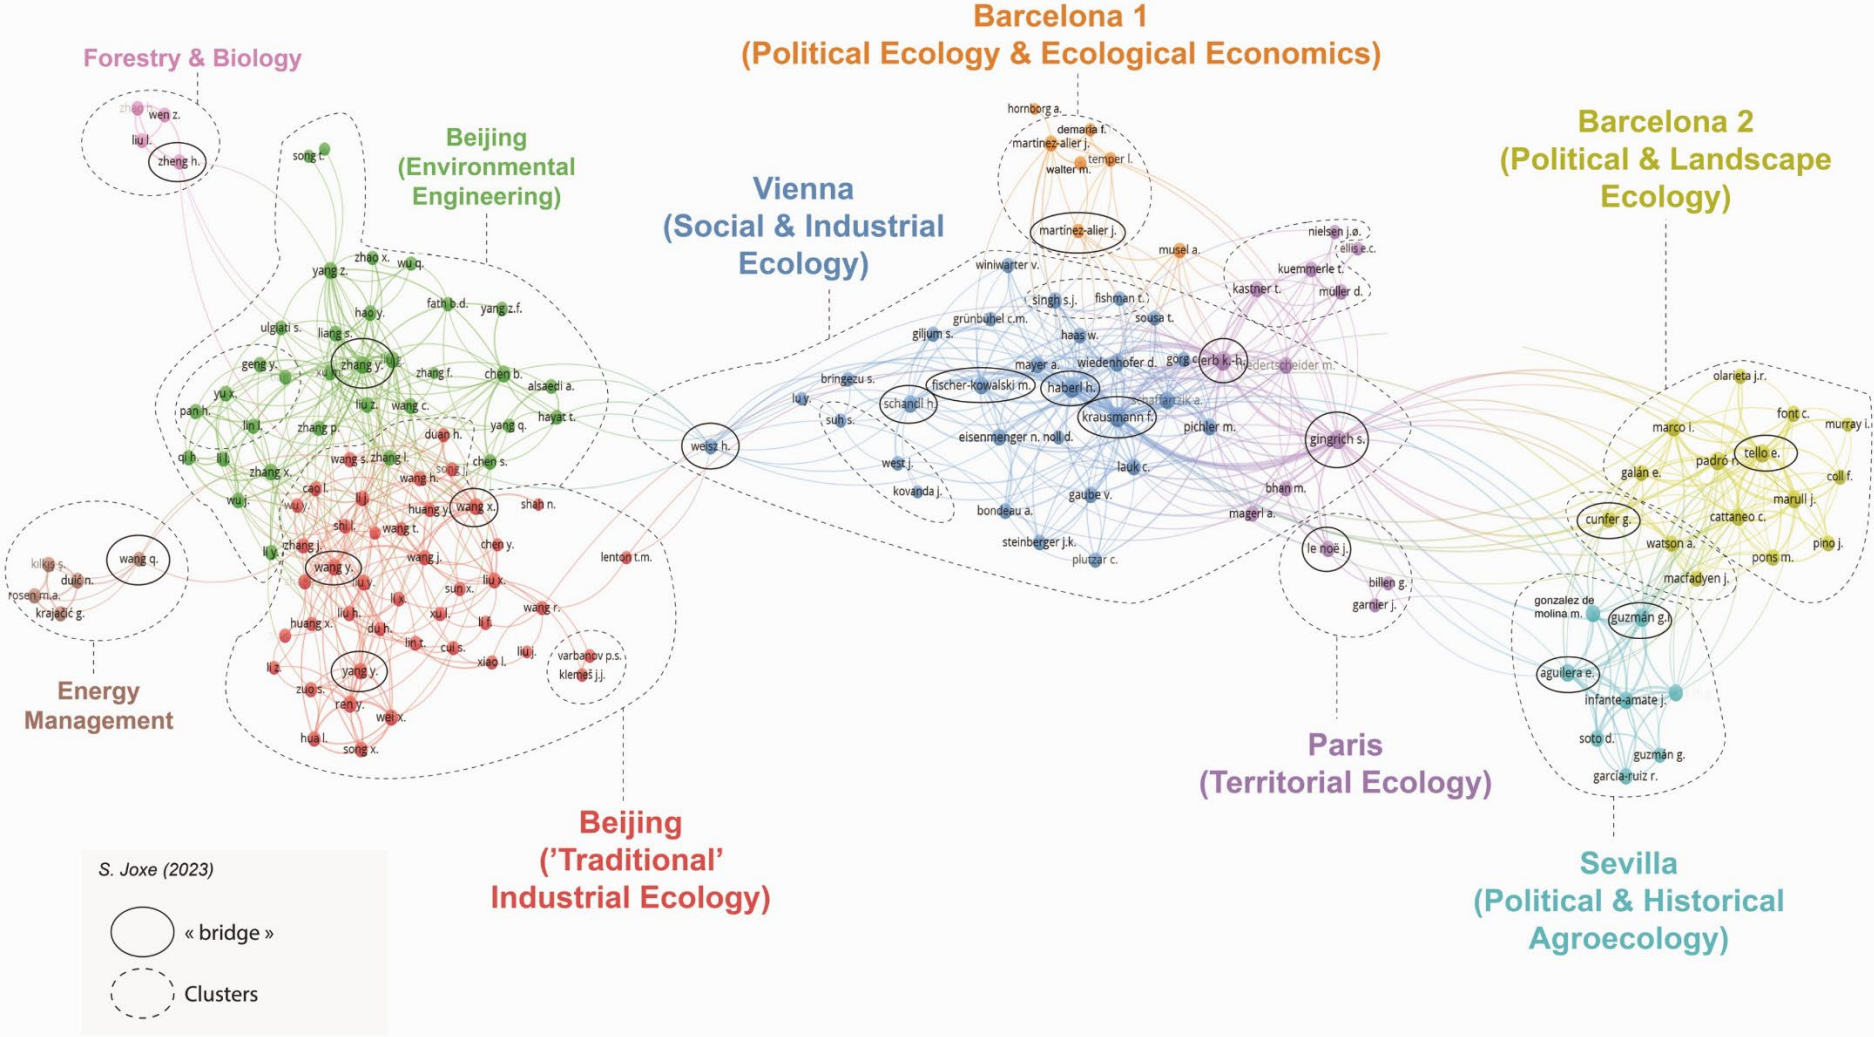 Barcelona 1
(Political Ecology & Ecological Economics)
Forestry & Biology
wen z.
liu l.
zheng h.
Beijing
(Environmental
Engineering)
song t.
yang z.
zhao x.
wu q.
fath b.d.
yang z.f.
hao y.
ulgiati s.
liang s.
geng y.
zhang y.
zhang f.
chen b.
alsaedi a.
yu x.
pan h.
liu z.
wang c.
hayat t.
lin l.
zhang p.
yang q.
qi h.
li l.
zhang x.
zhang l.
chen s.
wu j.
li y.
Vienna
(Social & Industrial
Ecology)
hornborg a.
demaria f.
martinez-alier j.
temper l.
walter m.
martinez-alier j.
musel a.
winiwarter v.
singh s.j.
fishman t.
grünbühel c.m.
sousa t.
giljum s.
haas w.
mayer a.
wiedenhofer d.
görg c.
erb k.-h.
niedertscheider m.
bringezu s.
fischer-kowalski m.
haberl h.
lu y.
schandl h.
schaffartzik a.
suh s.
krausmann f.
pichler m.
weisz h.
eisenmenger n.
noll d.
gingrich s.
west j.
lauk c.
kovanda j.
gaube v.
bhan m.
bondeau a.
magerl a.
steinberger j.k.
plutzar c.
nielsen j.ø.
ellis e.c.
kuemmerle t.
kastner t.
müller d.
le noë j.
billen g.
garnier j.
Paris
(Territorial Ecology)
Barcelona 2
(Political & Landscape
Ecology)
olarieta j.r.
font c.
murray i.
marco i.
tello e.
padró r.
galán e.
coll f.
marull j.
cunfer g.
cattaneo c.
watson a.
pino j.
pons m.
macfadyen j.
gonzalez de
molina m.
guzmán g.i.
aguilera e.
infante-amate j.
soto d.
guzmán g.
garcía-ruiz r.
Sevilla
(Political & Historical
Agroecology)
duan h.
wang s.
song j.
wang h.
cao l.
wu y.
li j.
huang y.
wang x.
shan n.
shi l.
wang t.
zhang j.
chen y.
wang j.
lenton t.m.
wang y.
liu y.
sun x.
liu x.
li x.
liu h.
xu l.
wang r.
huang x.
du h.
li f.
lin t.
cui s.
liu j.
xiao l.
varbanov p.s.
klemeš j.j.
li z.
yang y.
zuo s.
ren y.
wei x.
hua l.
song x.
Beijing
('Traditional'
Industrial Ecology)
wang q.
kilkiş ş.
duić n.
rosen m.a.
krajačić g.
Energy
Management
S. Joxe (2023)
« bridge »
Clusters